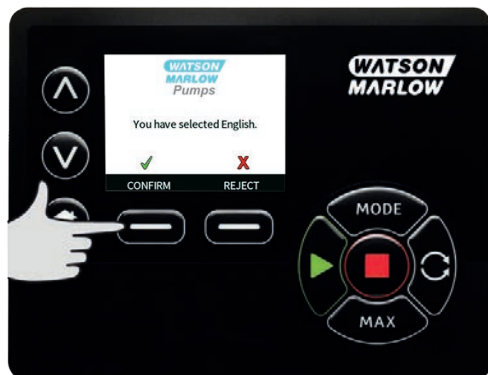 WATSON
MARLOW
Pumps
You have selected English.
CONFIRM REJECT
WATSON
MARLOW
MODE
MAX